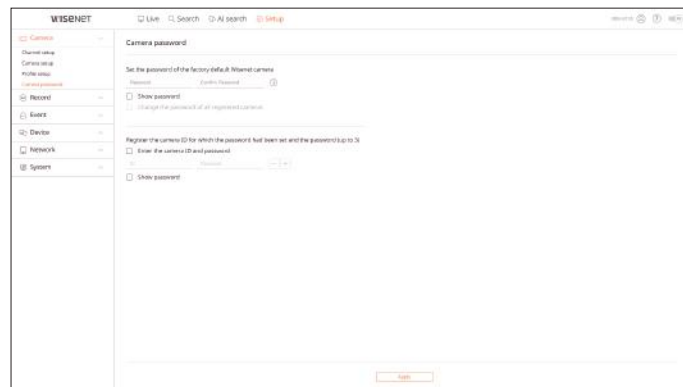 WISENET
Live Search AI search Setup
Camera
Channel setup
Camera setup
Profile setup
Camera password
Record
Event
Device
Network
System
Camera password
Set the password of the factory default Wisenet camera
Password Confirm Password
Show password
Change the password of all registered cameras
Register the camera ID for which the password had been set and the password (up to 3)
Enter the camera ID and password
ID Password
Show password
Apply